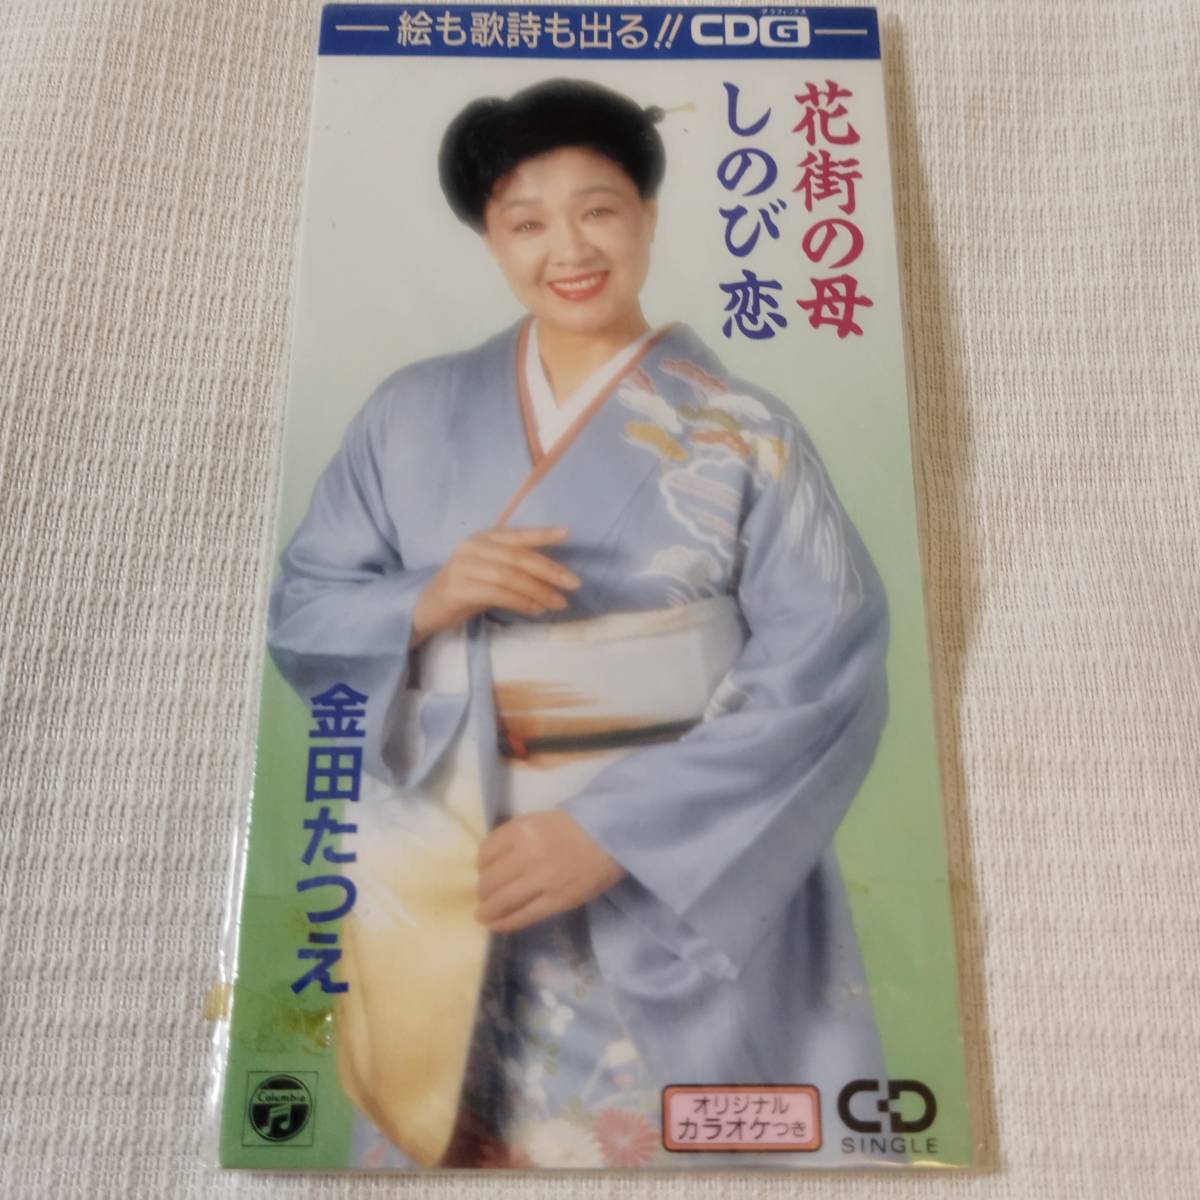 絵も歌詩も出る!! CDG
グラフィックス
花街の母
しのび恋
金田たつえ
Columbia
オリジナル
カラオケつき
CD
SINGLE